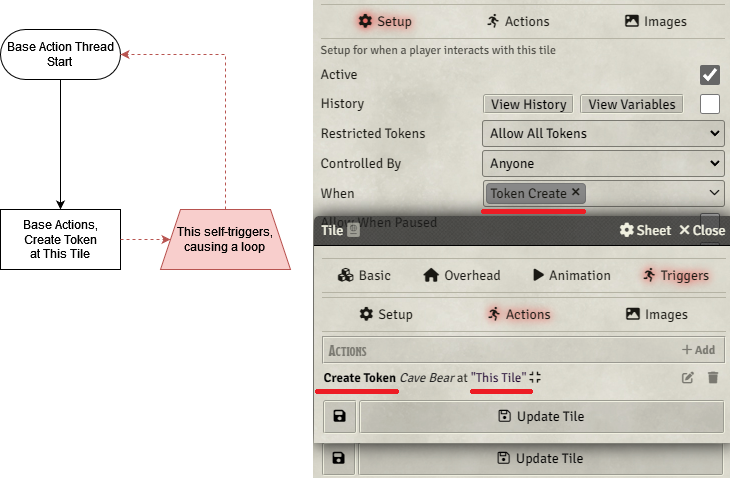 Base Action Thread
Start
Base Actions,
Create Token
at This Tile
This self-triggers,
causing a loop
Setup Actions Images
Setup for when a player interacts with this tile
Active
History View History View Variables
Restricted Tokens Allow All Tokens
Controlled By Anyone
When Token Create ×
Allow When Paused
Tile Sheet Close
Basic Overhead Animation Triggers
Setup Actions Images
Actions + Add
Create Token Cave Bear at "This Tile"
Update Tile
Update Tile